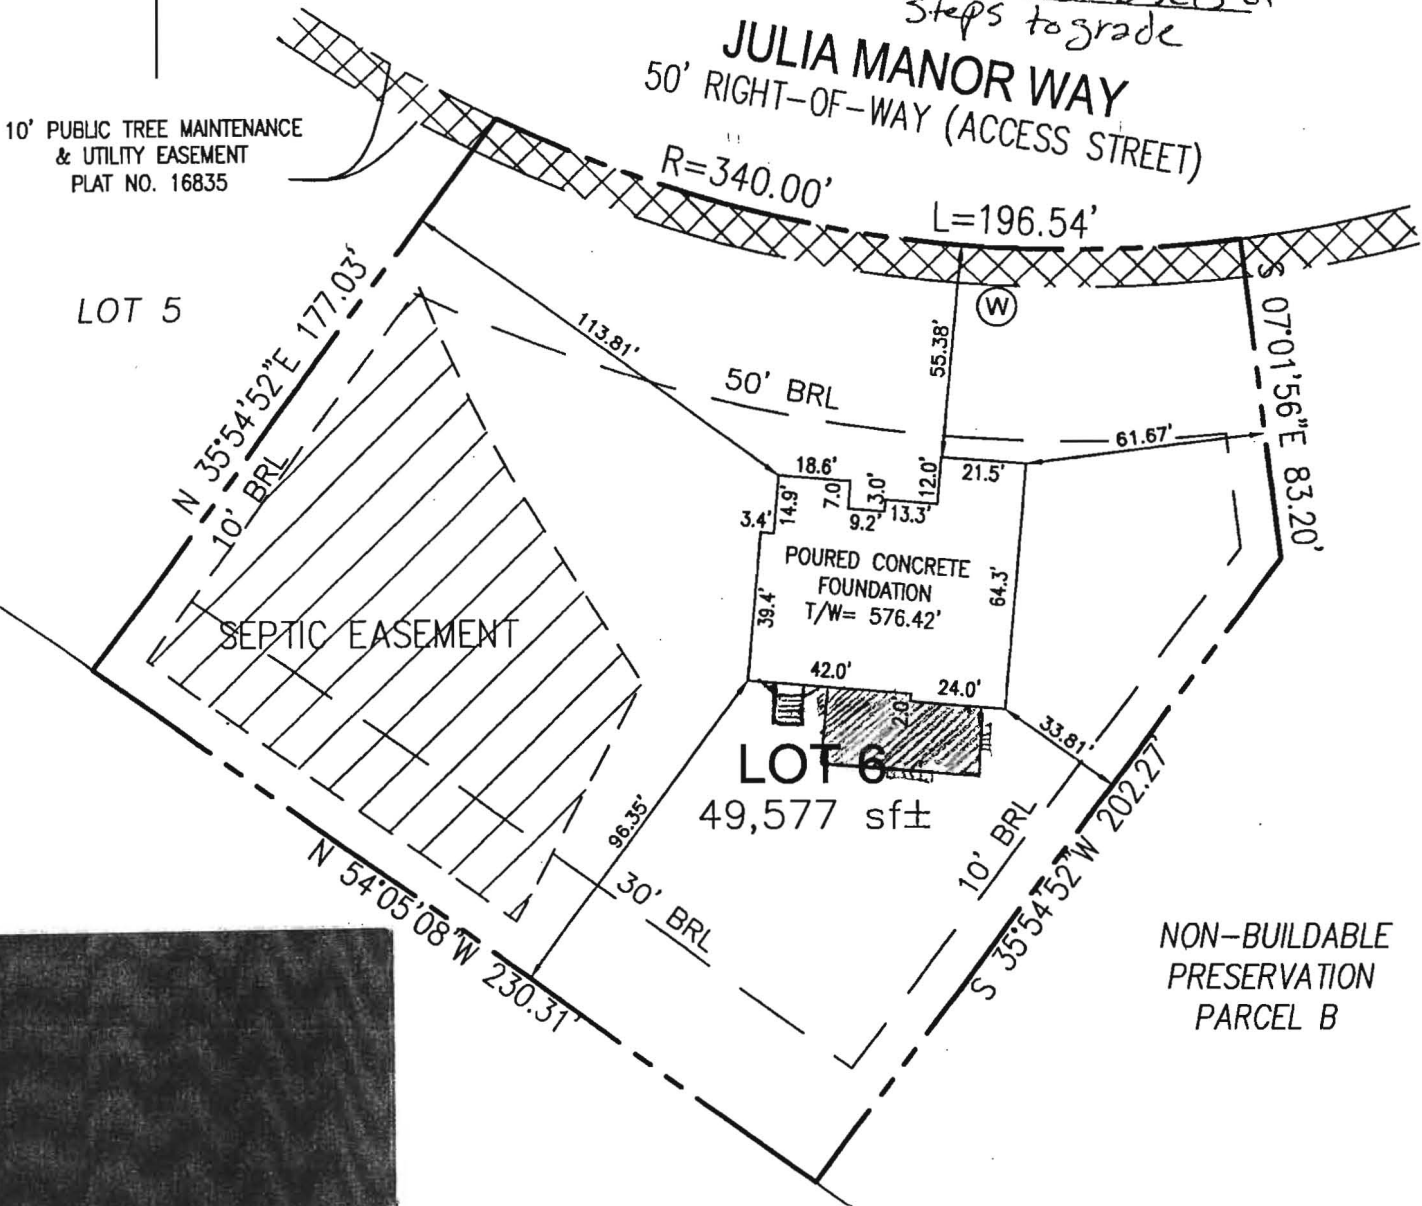 steps to grade
JULIA MANOR WAY
50' RIGHT-OF-WAY (ACCESS STREET)
10' PUBLIC TREE MAINTENANCE
& UTILITY EASEMENT
PLAT NO. 16835
R=340.00'
L=196.54'
LOT 5
N 35°54'52"E 177.03'
10' BRL
113.81'
50' BRL
55.38'
W
S 07°01'56"E 83.20'
61.67'
18.6'
7.0
3.0'
12.0'
21.5'
14.9'
9.2'
13.3'
3.4'
POURED CONCRETE
FOUNDATION
T/W= 576.42'
39.4'
64.3'
SEPTIC EASEMENT
42.0'
2.0
24.0'
33.81'
LOT 6
49,577 sf±
96.35'
30' BRL
10' BRL
S 35°54'52"W 202.27'
N 54°05'08"W 230.31'
NON-BUILDABLE
PRESERVATION
PARCEL B